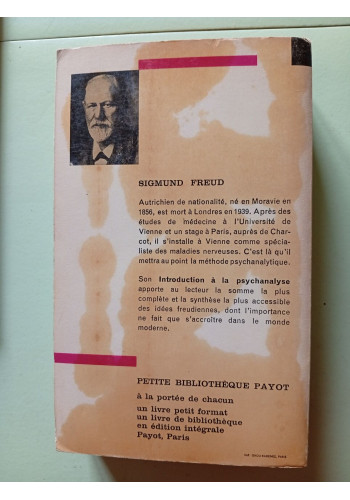 SIGMUND FREUD
Autrichien de nationalité, né en Moravie en
1856, est mort à Londres en 1939. Après des
études de médecine à l'Université de
Vienne et un stage à Paris, auprès de Char-
cot, il s'installe à Vienne comme spécia-
liste des maladies nerveuses. C'est là qu'il
mettra au point la méthode psychanalytique.
Son Introduction à la psychanalyse
apporte au lecteur la somme la plus
complète et la synthèse la plus accessible
des idées freudiennes, dont l'importance
ne fait que s'accroître dans le monde
moderne.
PETITE BIBLIOTHÈQUE PAYOT
à la portée de chacun
un livre petit format
un livre de bibliothèque
en édition intégrale
Payot, Paris